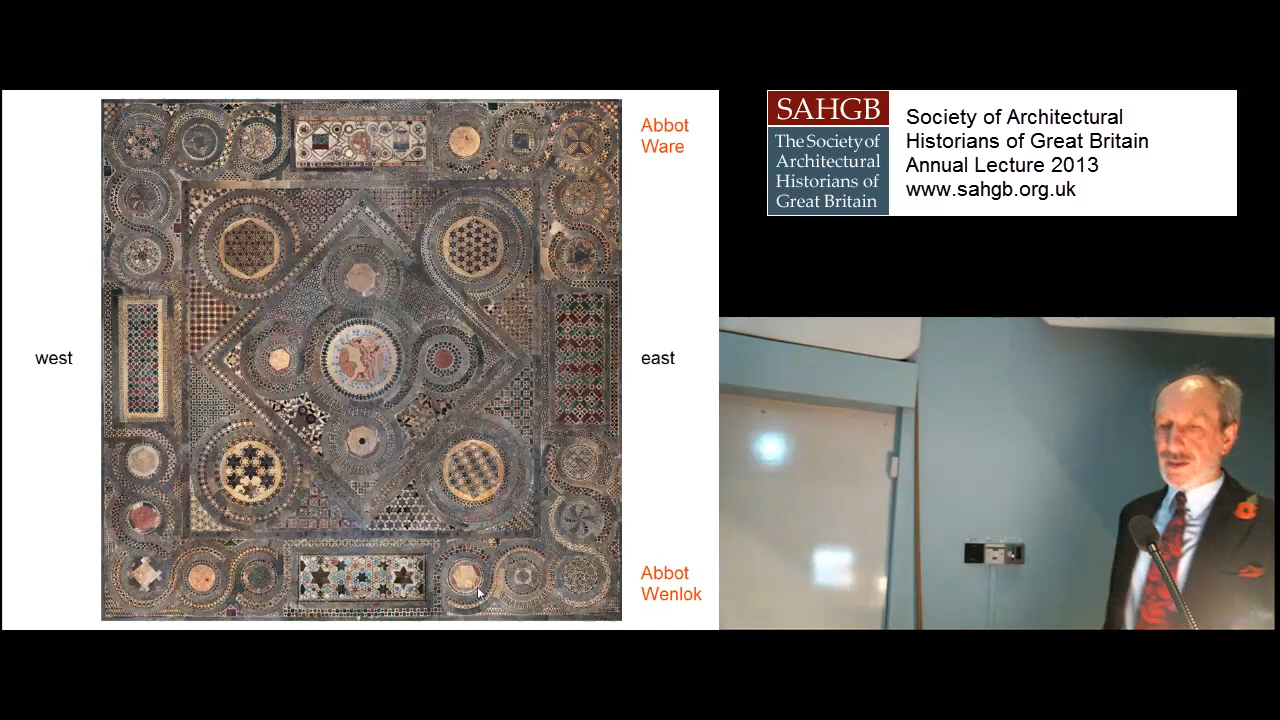 Abbot
Ware
west
east
Abbot
Wenlok
SAHGB
The Society of
Architectural
Historians of
Great Britain
Society of Architectural
Historians of Great Britain
Annual Lecture 2013
www.sahgb.org.uk